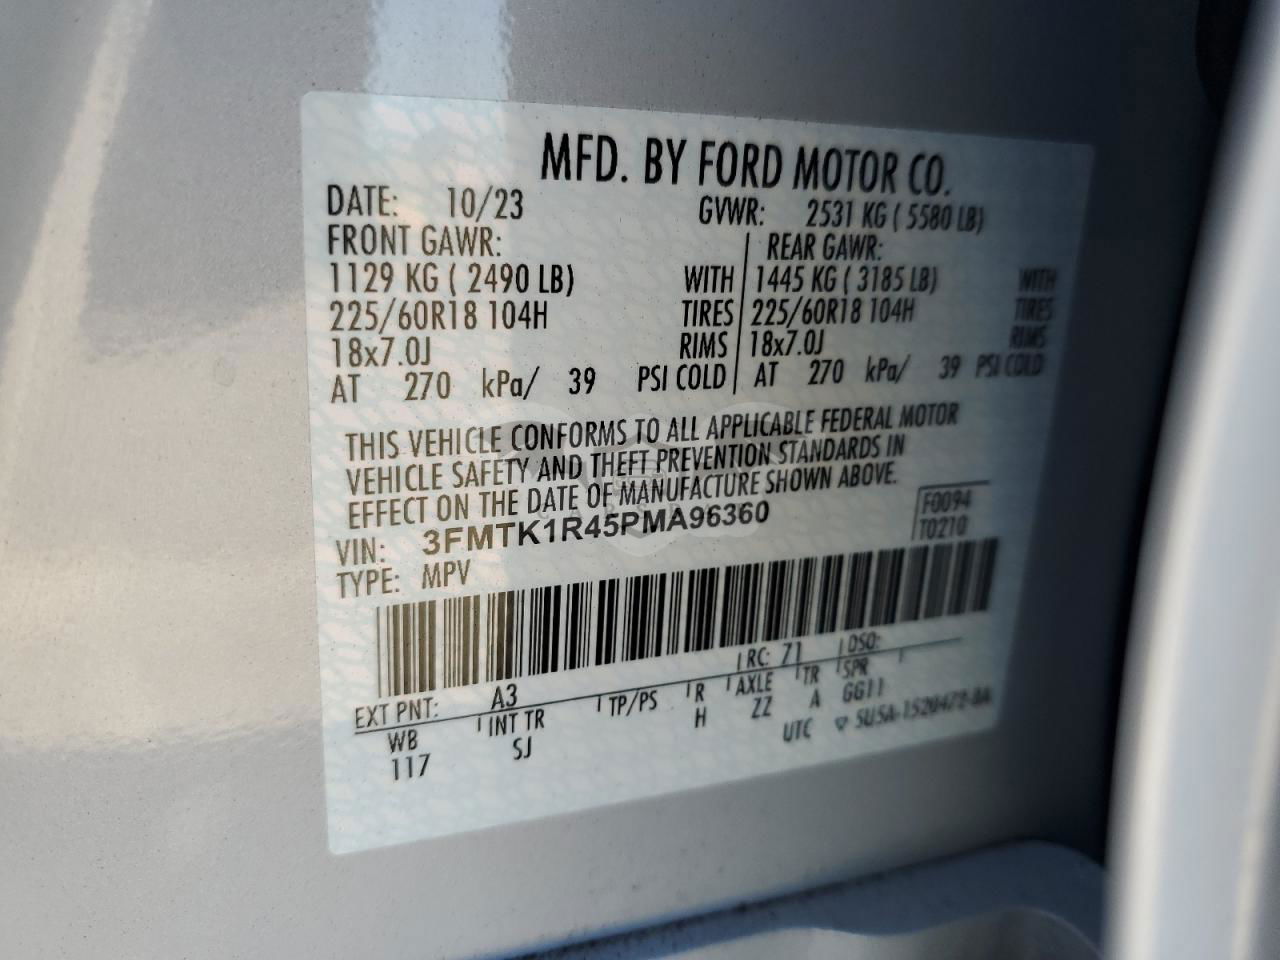 MFD. BY FORD MOTOR CO.
DATE: 10/23 GVWR: 2531 KG ( 5580 LB)
FRONT GAWR: REAR GAWR:
1129 KG ( 2490 LB) WITH 1445 KG ( 3185 LB) WITH
225/60R18 104H TIRES 225/60R18 104H TIRES
18x7.0J RIMS 18x7.0J RIMS
AT 270 kPa/ 39 PSI COLD AT 270 kPa/ 39 PSI COLD
THIS VEHICLE CONFORMS TO ALL APPLICABLE FEDERAL MOTOR
VEHICLE SAFETY AND THEFT PREVENTION STANDARDS IN
EFFECT ON THE DATE OF MANUFACTURE SHOWN ABOVE.
VIN: 3FMTK1R45PMA96360 F0094
TYPE: MPV T0210
EXT PNT: A3 RC: 71 DSO:
WB INT TR TP/PS R AXLE TR SPR
117 SJ H ZZ A GG11
UTC SU5A-1520472-BA